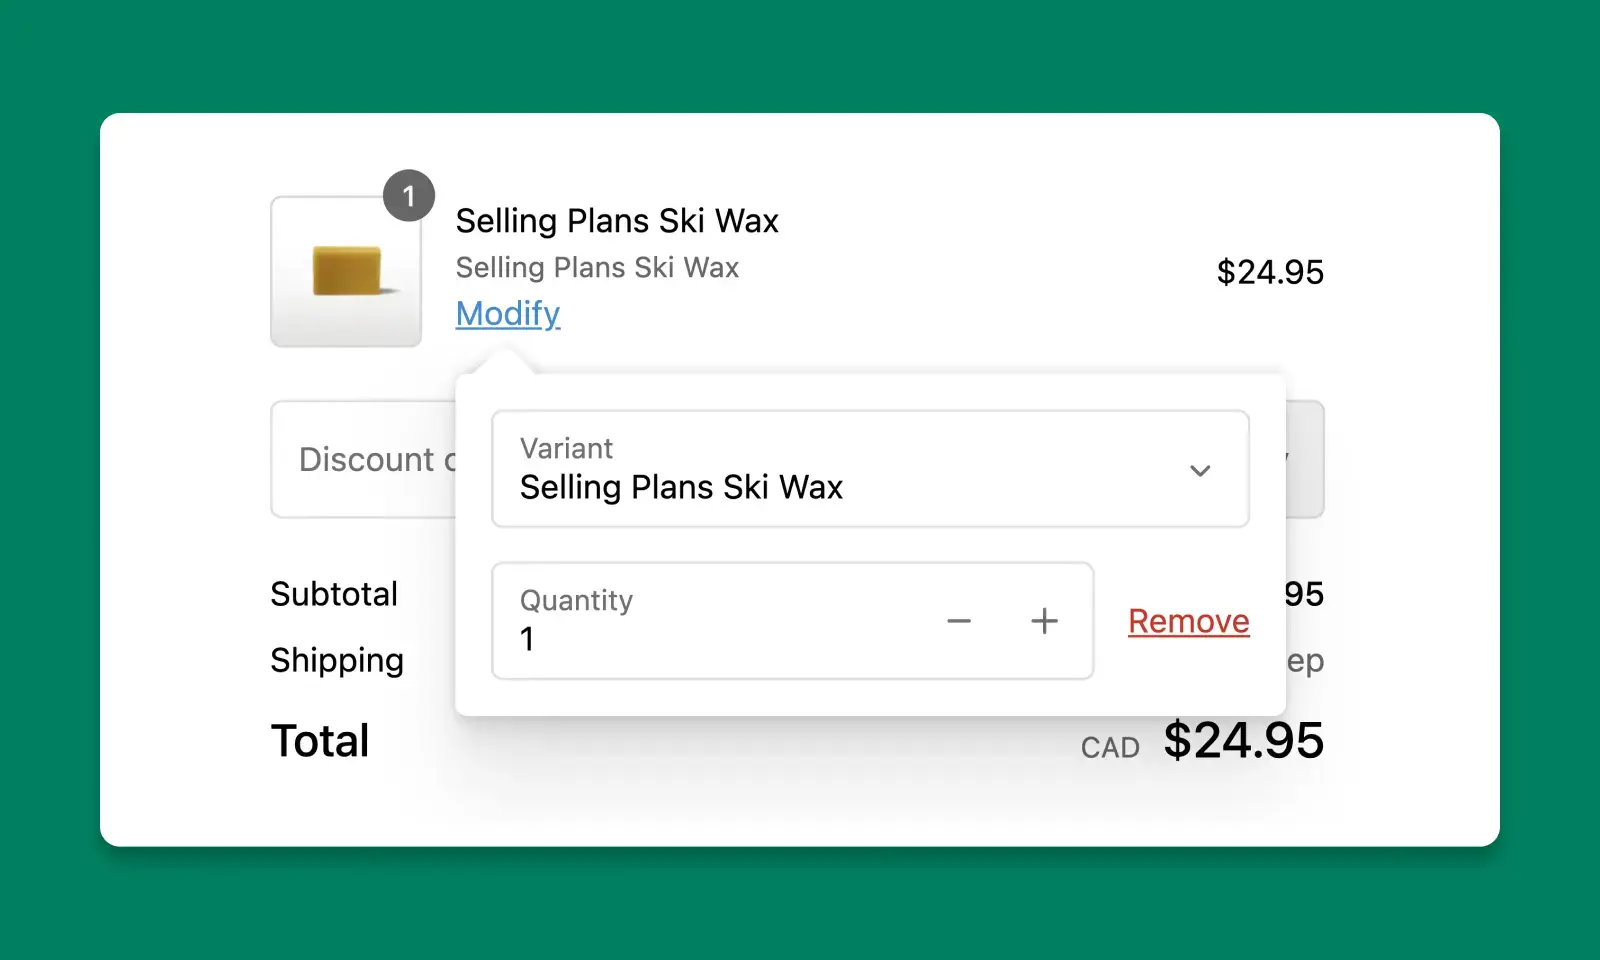 1
Selling Plans Ski Wax
Selling Plans Ski Wax
$24.95
Modify
Discount
Variant
Selling Plans Ski Wax
Quantity
1
Remove
Subtotal
95
Shipping
ep
Total
CAD $24.95